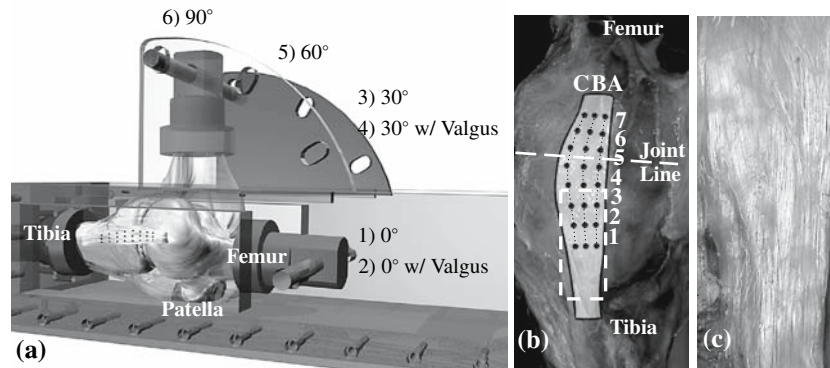 6) 90°
5) 60°
3) 30°
4) 30° w/ Valgus
Tibia
Femur
1) 0°
2) 0° w/ Valgus
Patella
(a)
Femur
CBA
7
6
5
Joint
4
Line
3
2
1
Tibia
(b)
(c)